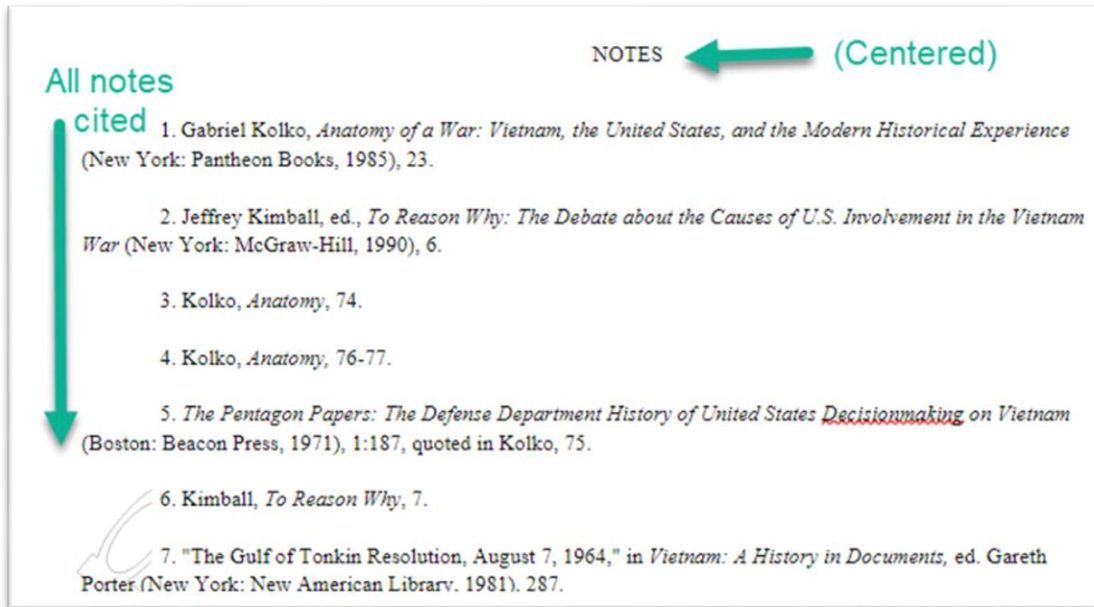 NOTES
(Centered)
All notes
cited
1. Gabriel Kolko, Anatomy of a War: Vietnam, the United States, and the Modern Historical Experience
(New York: Pantheon Books, 1985), 23.
2. Jeffrey Kimball, ed., To Reason Why: The Debate about the Causes of U.S. Involvement in the Vietnam
War (New York: McGraw-Hill, 1990), 6.
3. Kolko, Anatomy, 74.
4. Kolko, Anatomy, 76-77.
5. The Pentagon Papers: The Defense Department History of United States Decisionmaking on Vietnam
(Boston: Beacon Press, 1971), 1:187, quoted in Kolko, 75.
6. Kimball, To Reason Why, 7.
7. "The Gulf of Tonkin Resolution, August 7, 1964," in Vietnam: A History in Documents, ed. Gareth
Porter (New York: New American Library, 1981), 287.